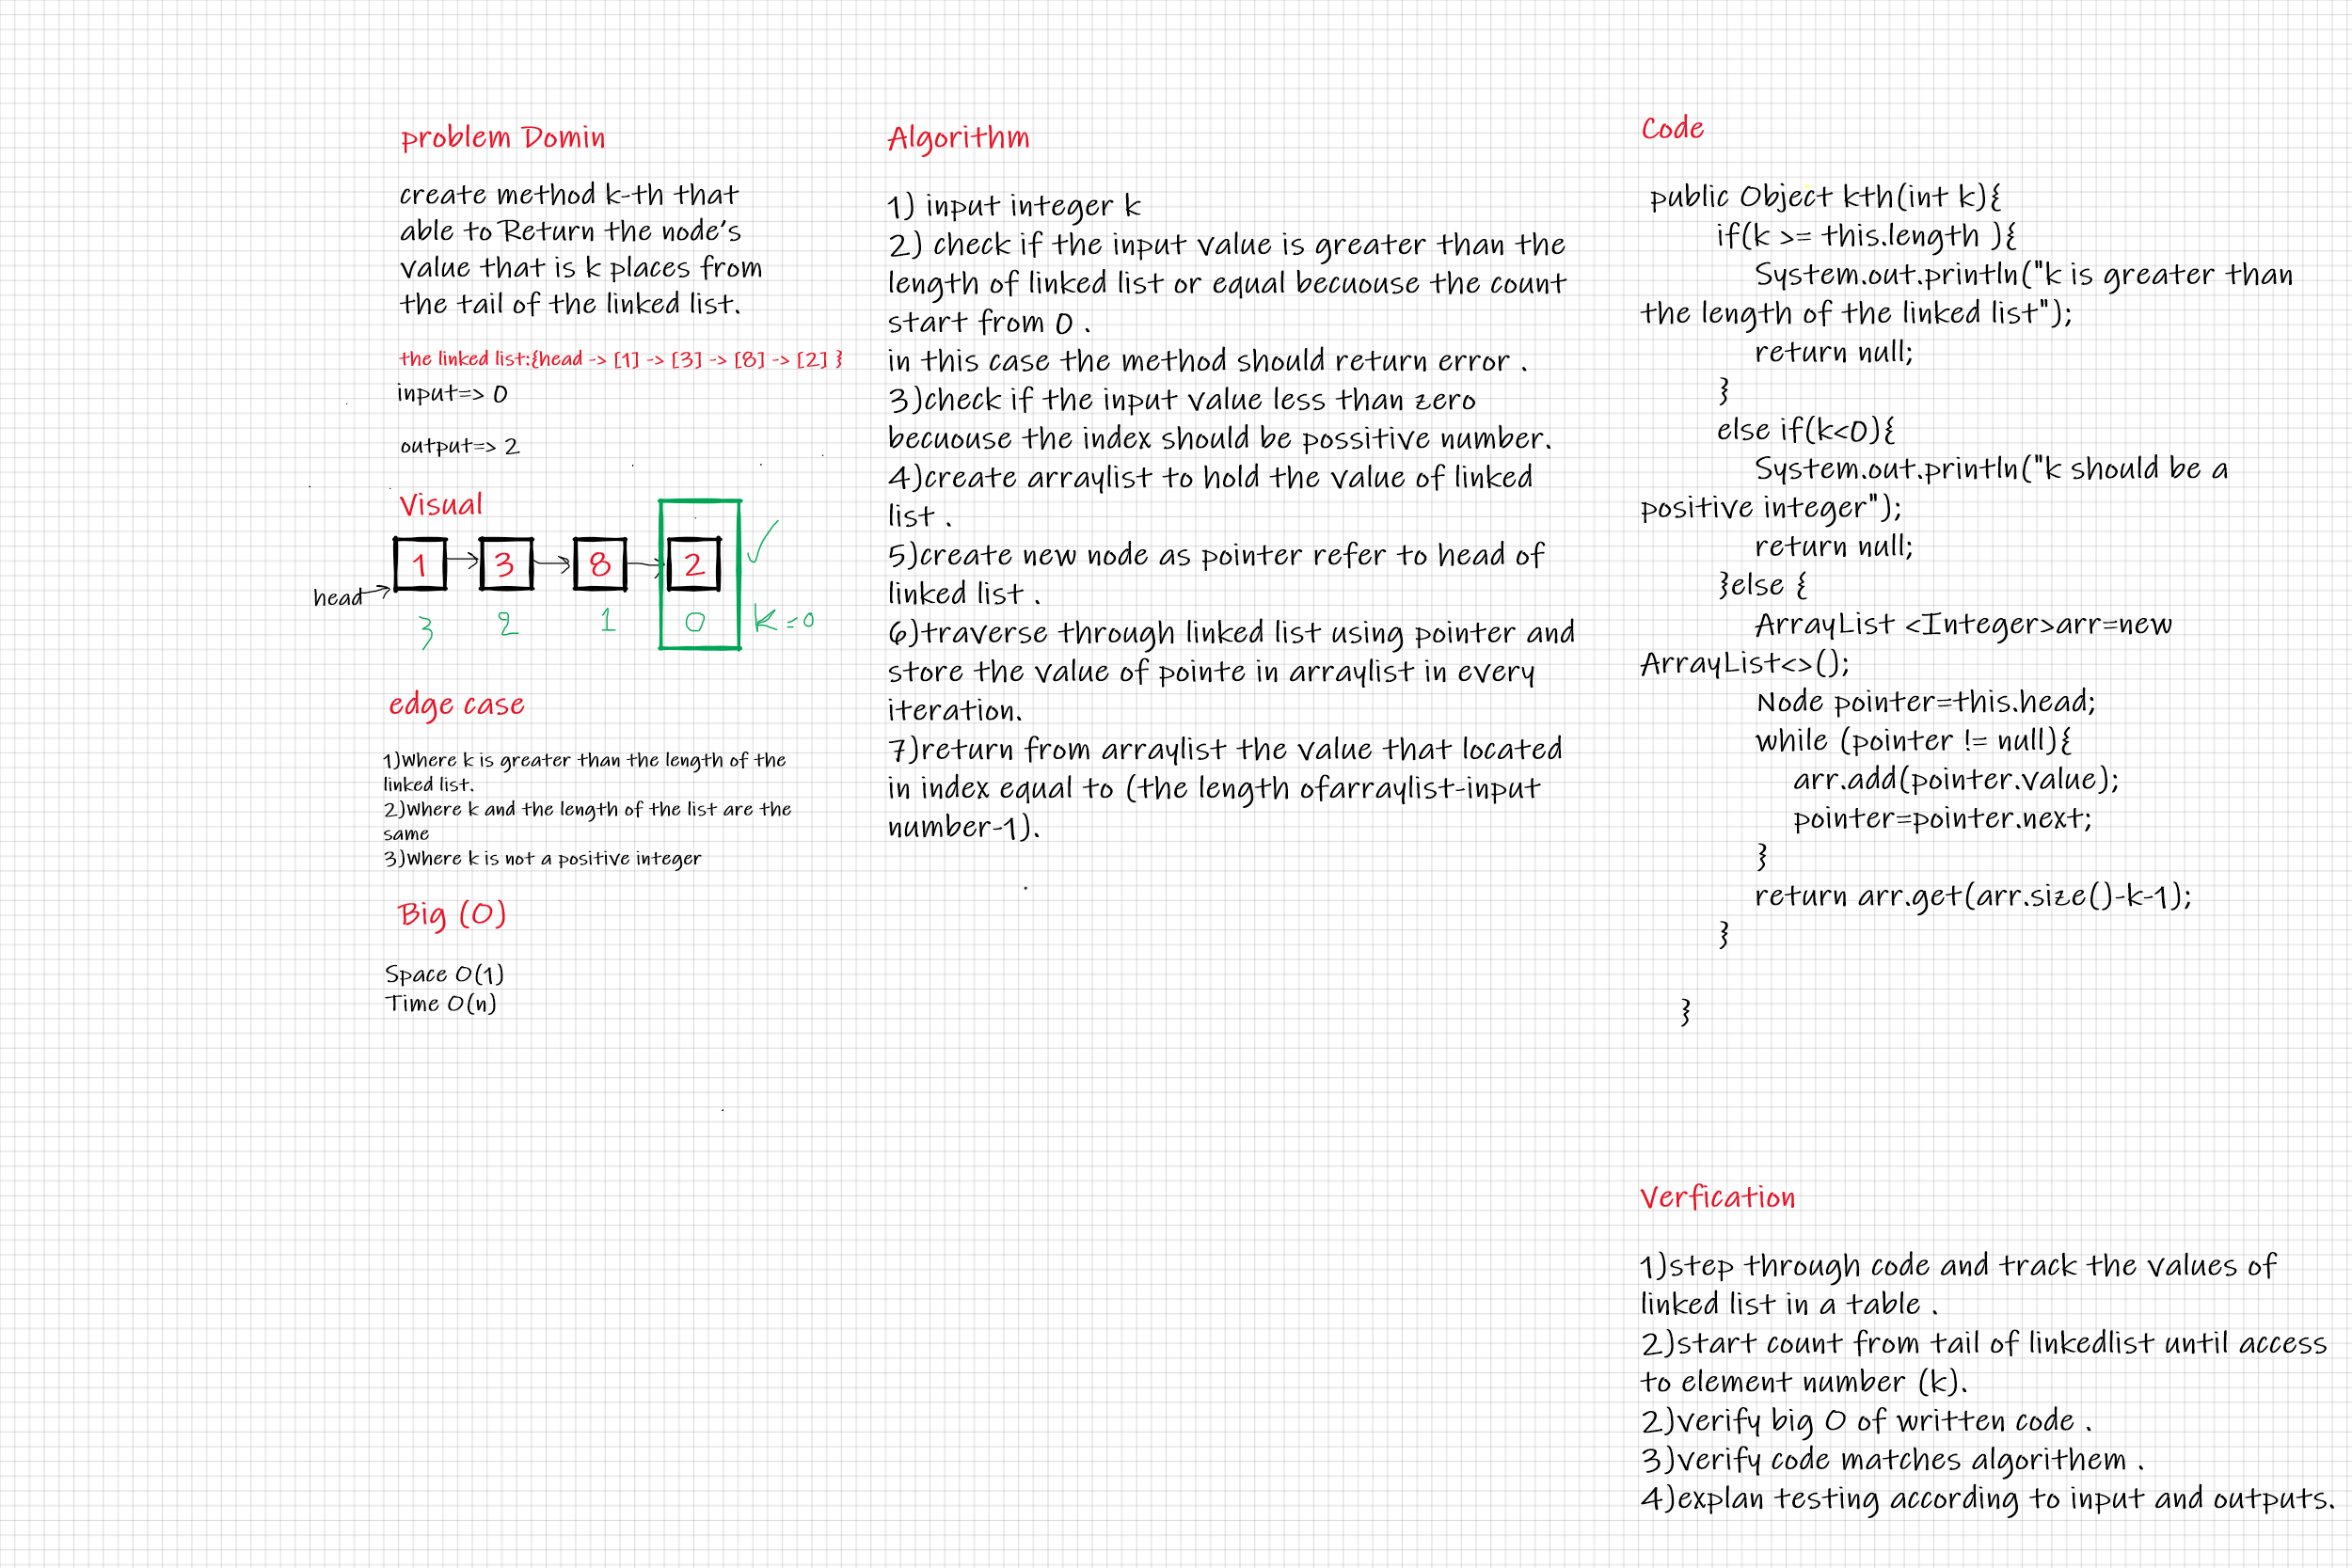 problem Domin
create method k-th that
able to Return the node's
value that is k places from
the tail of the linked list.
the linked list:{head -> [1] -> [3] -> [8] -> [2] }
input=> 0
output=> 2
Visual
1 3 8 2
head
3 2 1 0 K=0
edge case
1)Where k is greater than the length of the
linked list.
2)Where k and the length of the list are the
same
3)Where k is not a positive integer
Big (O)
Space O(1)
Time O(n)
Algorithm
1) input integer k
2) check if the input value is greater than the
length of linked list or equal becuouse the count
start from 0 .
in this case the method should return error .
3)check if the input value less than zero
becuouse the index should be possitive number.
4)create arraylist to hold the value of linked
list .
5)create new node as pointer refer to head of
linked list .
6)traverse through linked list using pointer and
store the value of pointe in arraylist in every
iteration.
7)return from arraylist the value that located
in index equal to (the length ofarraylist-input
number-1).
Code
public Object kth(int k){
if(k >= this.length ){
System.out.println("k is greater than
the length of the linked list");
return null;
}
else if(k<0){
System.out.println("k should be a
positive integer");
return null;
}else {
ArrayList <Integer>arr=new
ArrayList<>();
Node pointer=this.head;
while (pointer != null){
arr.add(pointer.value);
pointer=pointer.next;
}
return arr.get(arr.size()-k-1);
}
}
Verfication
1)step through code and track the values of
linked list in a table .
2)start count from tail of linkedlist until access
to element number (k).
2)verify big O of written code .
3)verify code matches algorithem .
4)explan testing according to input and outputs.